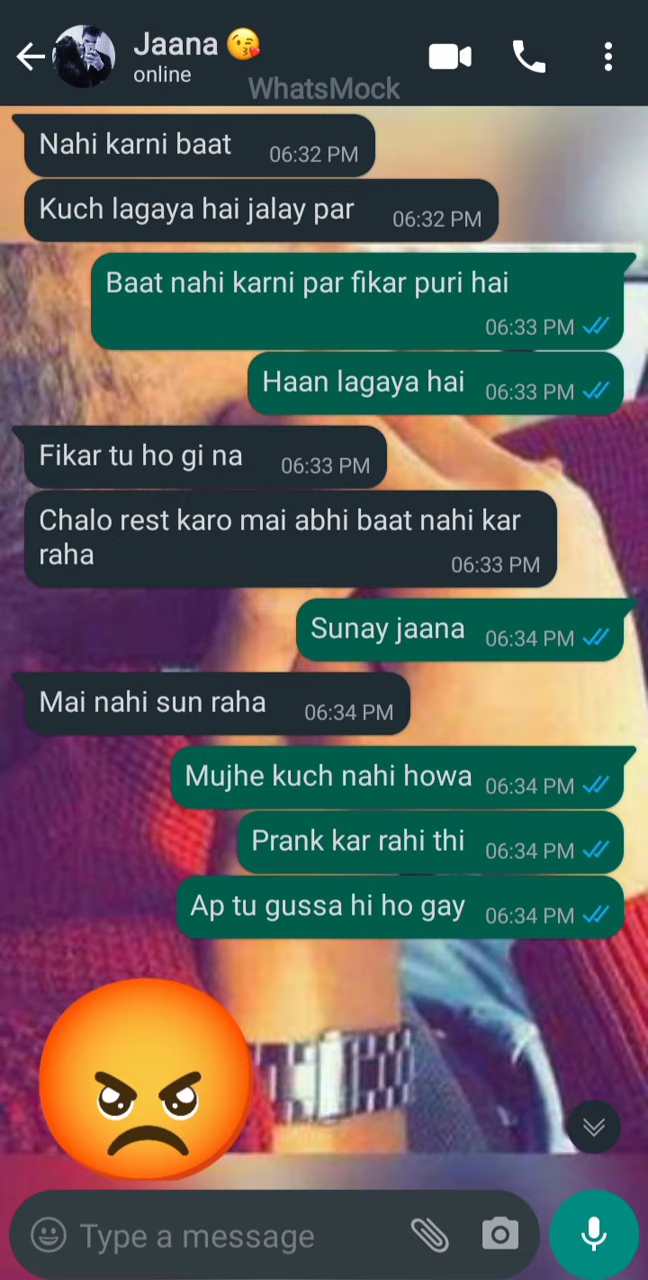 Jaana 😘
online
WhatsMock
Nahi karni baat 06:32 PM
Kuch lagaya hai jalay par 06:32 PM
Baat nahi karni par fikar puri hai
06:33 PM
Haan lagaya hai 06:33 PM
Fikar tu ho gi na 06:33 PM
Chalo rest karo mai abhi baat nahi kar
raha 06:33 PM
Sunay jaana 06:34 PM
Mai nahi sun raha 06:34 PM
Mujhe kuch nahi howa 06:34 PM
Prank kar rahi thi 06:34 PM
Ap tu gussa hi ho gay 06:34 PM
Type a message